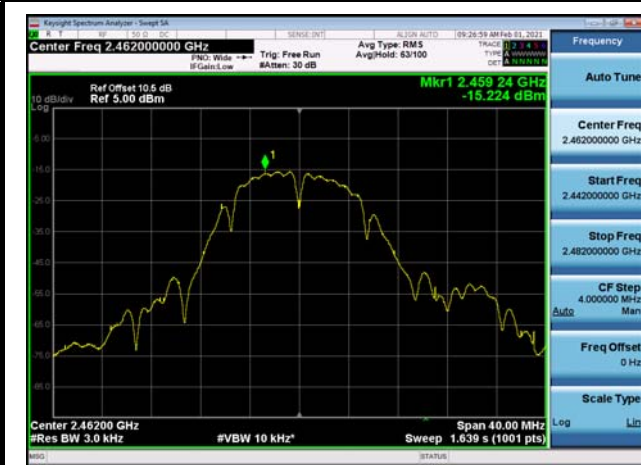 Keysight Spectrum Analyzer - Swept SA
R T RF 50 Ω DC SENSE:INT ALIGN AUTO 09:26:59 AM Feb 01, 2021
Center Freq 2.462000000 GHz
PNO: Wide
IFGain:Low
Trig: Free Run
#Atten: 30 dB
Avg Type: RMS
Avg|Hold: 63/100
TRACE 1 2 3 4 5 6
TYPE
DET A N N N N N
Frequency
Auto Tune
Center Freq
2.462000000 GHz
Start Freq
2.442000000 GHz
Stop Freq
2.482000000 GHz
CF Step
4.000000 MHz
Auto Man
Freq Offset
0 Hz
Scale Type
Log Lin
Mkr1 2.459 24 GHz
-15.224 dBm
Ref Offset 10.5 dB
10 dB/div Ref 5.00 dBm
Log
1
-5.00
-15.0
-25.0
-35.0
-45.0
-55.0
-65.0
-75.0
-85.0
Center 2.46200 GHz Span 40.00 MHz
#Res BW 3.0 kHz #VBW 10 kHz* Sweep 1.639 s (1001 pts)
MSG STATUS